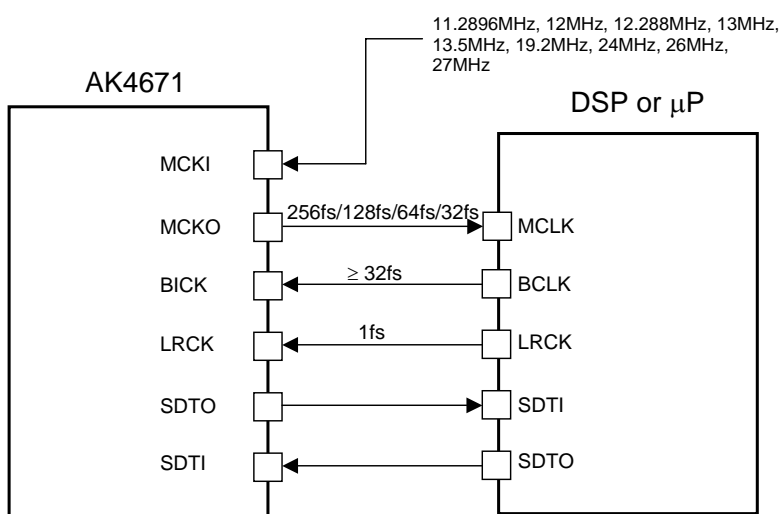 11.2896MHz, 12MHz, 12.288MHz, 13MHz,
13.5MHz, 19.2MHz, 24MHz, 26MHz,
27MHz
AK4671
DSP or μP
MCKI
MCKO
256fs/128fs/64fs/32fs
MCLK
BICK
≥ 32fs
BCLK
LRCK
1fs
LRCK
SDTO
SDTI
SDTI
SDTO